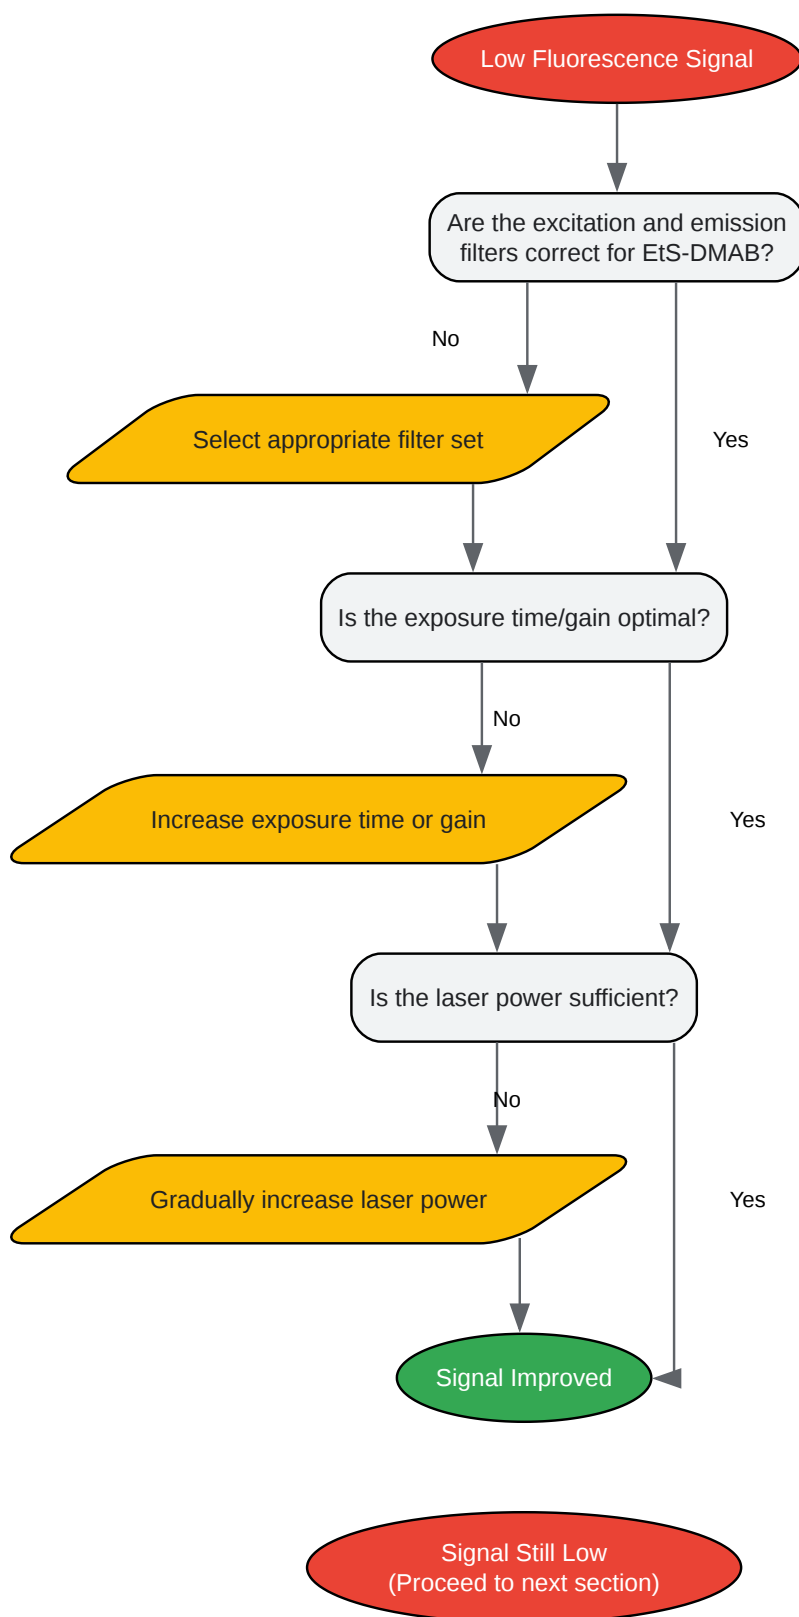 Low Fluorescence Signal
Are the excitation and emission
filters correct for EtS-DMAB?
No
Select appropriate filter set
Yes
Is the exposure time/gain optimal?
No
Increase exposure time or gain
Yes
Is the laser power sufficient?
No
Gradually increase laser power
Yes
Signal Improved
Signal Still Low
(Proceed to next section)